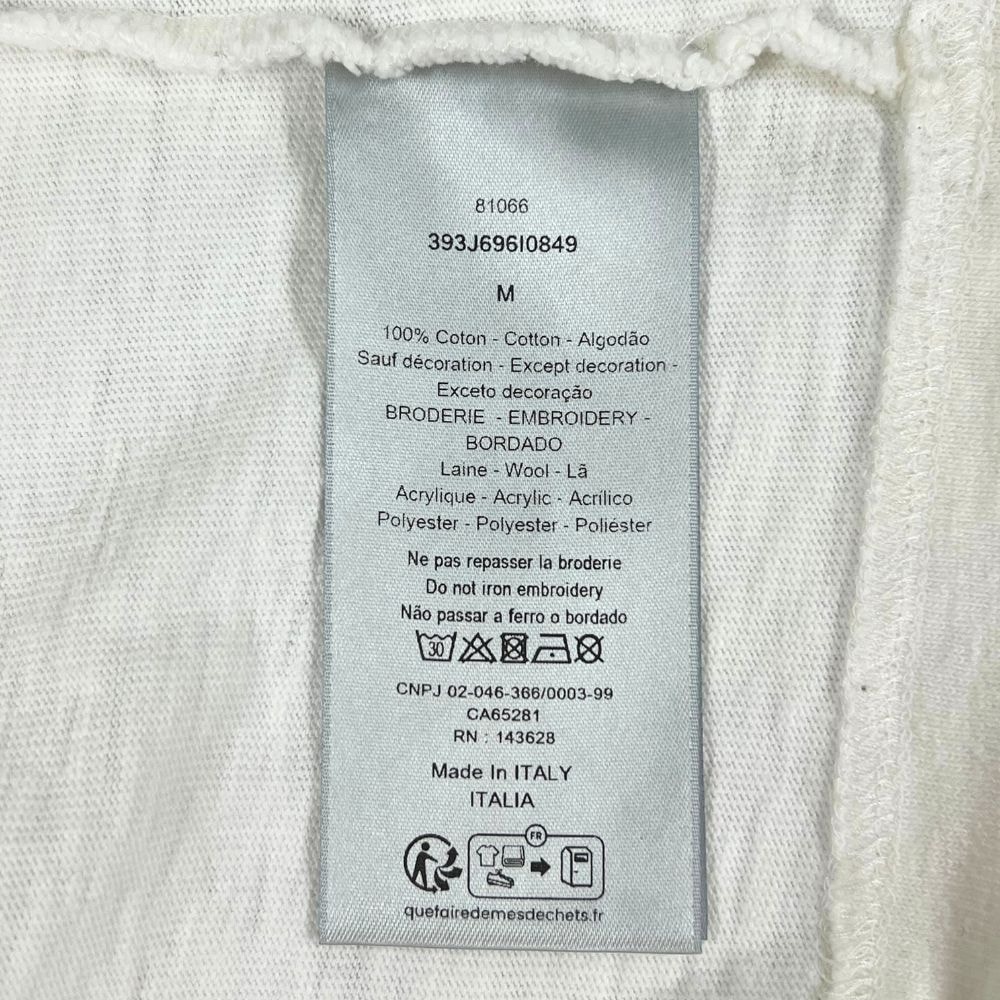 81066
393J696I0849
M
100% Coton - Cotton - Algodão
Sauf décoration - Except decoration -
Exceto decoração
BRODERIE - EMBROIDERY -
BORDADO
Laine - Wool - Lã
Acrylique - Acrylic - Acrílico
Polyester - Polyester - Poliéster
Ne pas repasser la broderie
Do not iron embroidery
Não passar a ferro o bordado
30
CNPJ 02-046-366/0003-99
CA65281
RN : 143628
Made In ITALY
ITALIA
FR
quefairedemesdechets.fr